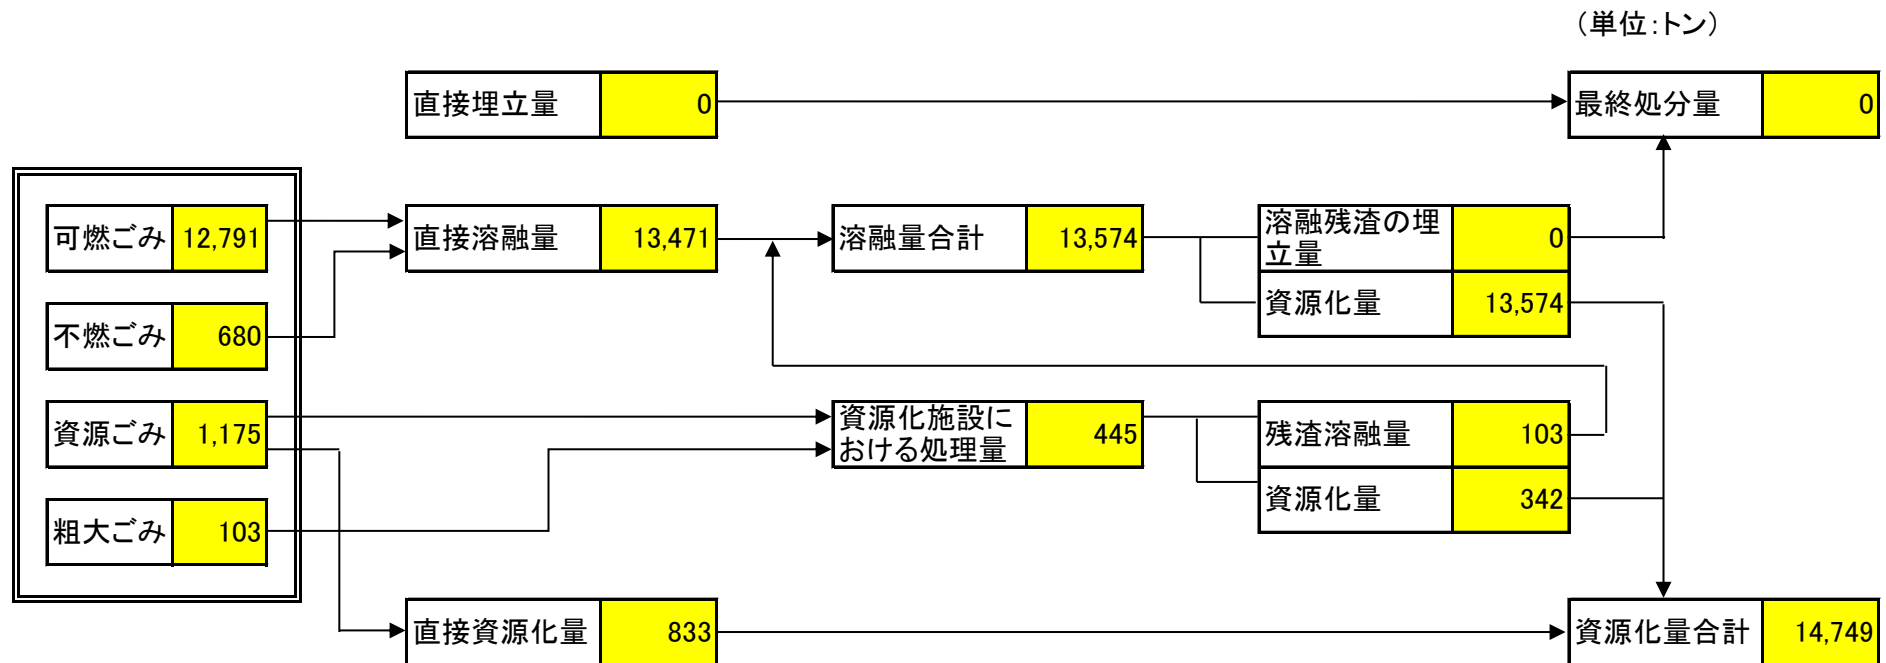 （単位：トン）
直接埋立量 0
最終処分量 0
可燃ごみ 12,791
直接溶融量 13,471
溶融量合計 13,574
溶融残渣の埋
立量 0
資源化量 13,574
不燃ごみ 680
資源ごみ 1,175
資源化施設に
おける処理量 445
残渣溶融量 103
資源化量 342
粗大ごみ 103
直接資源化量 833
資源化量合計 14,749